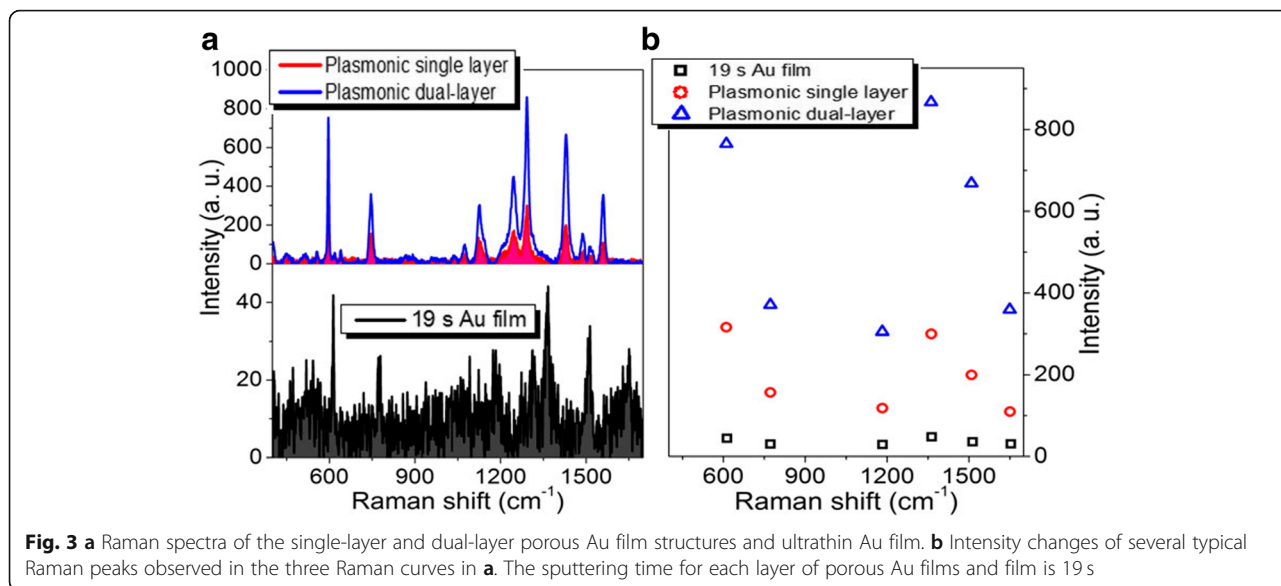 a
Plasmonic single layer
Plasmonic dual-layer
1000
800
600
400
200
0
40
20
0
Intensity (a. u.)
19 s Au film
600 900 1200 1500
Raman shift (cm⁻¹)
b
19 s Au film
Plasmonic single layer
Plasmonic dual-layer
800
600
400
200
0
Intensity (a. u.)
600 900 1200 1500
Raman shift (cm⁻¹)
Fig. 3 a Raman spectra of the single-layer and dual-layer porous Au film structures and ultrathin Au film. b Intensity changes of several typical
Raman peaks observed in the three Raman curves in a. The sputtering time for each layer of porous Au films and film is 19 s